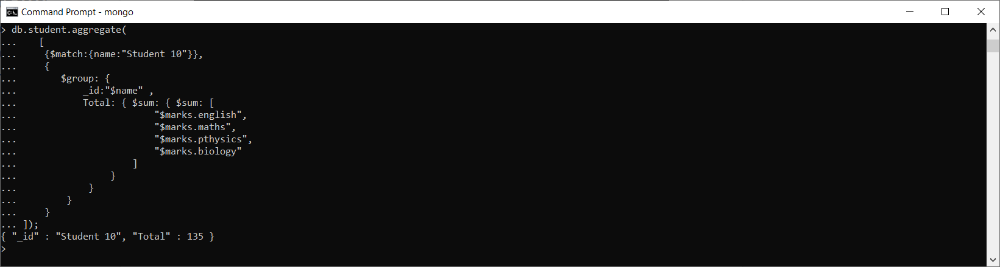 Command Prompt - mongo
> db.student.aggregate(
...    [
...     {$match:{name:"Student 10"}},
...     {
...        $group: {
...            _id:"$name" ,
...            Total: { $sum: { $sum: [
...                         "$marks.english",
...                         "$marks.maths",
...                         "$marks.pthysics",
...                         "$marks.biology"
...                     ]
...                 }
...             }
...         }
...     }
... ]);
{ "_id" : "Student 10", "Total" : 135 }
>